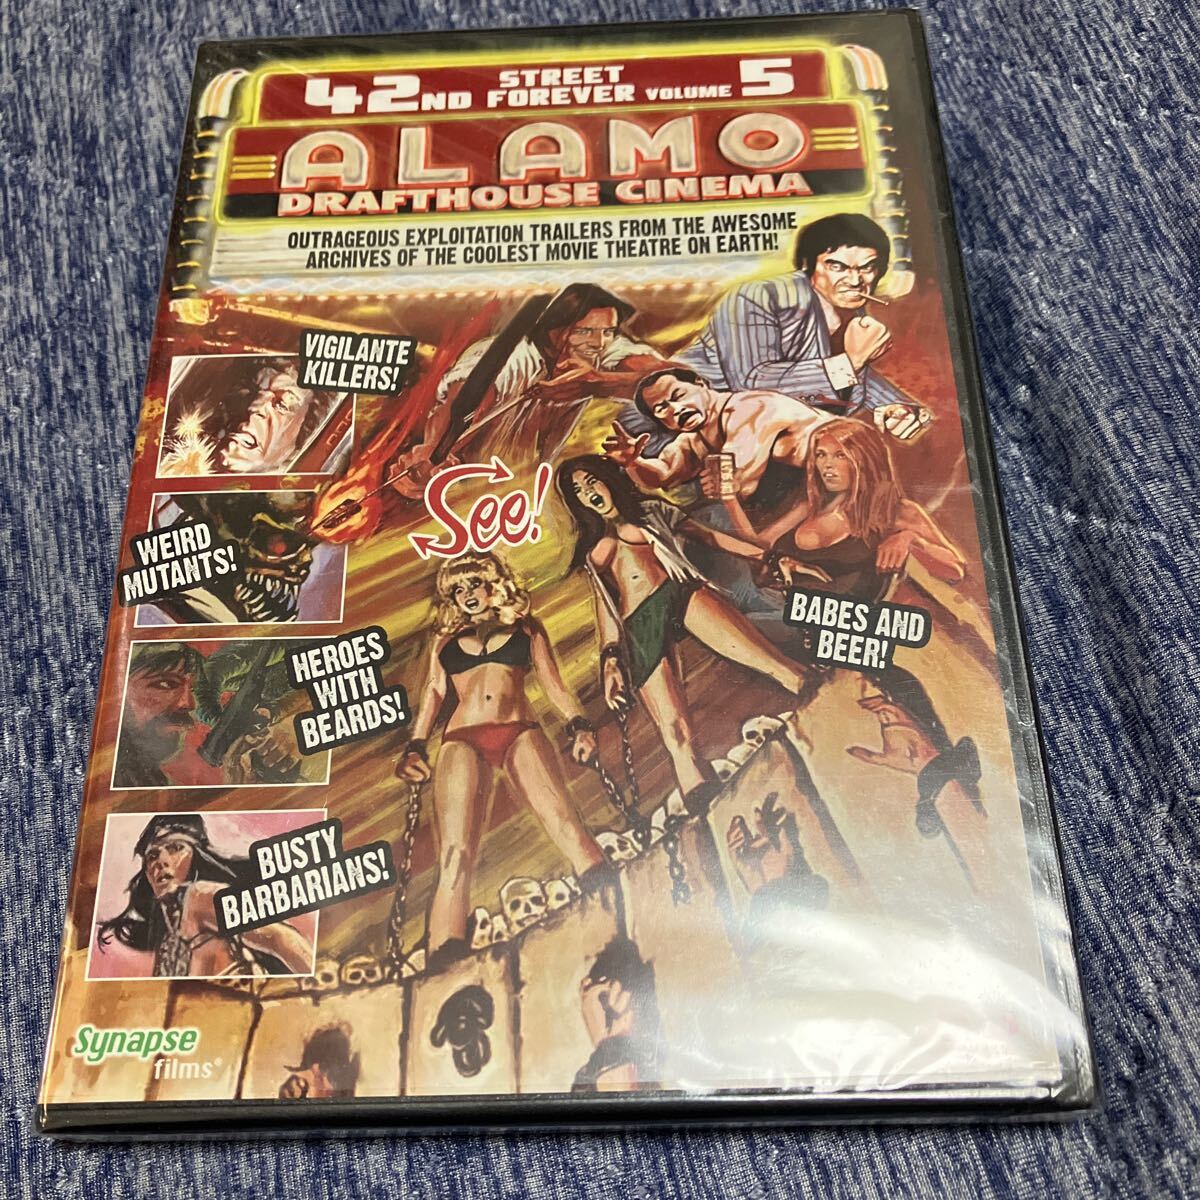 42ND STREET FOREVER VOLUME 5
ALAMO
DRAFTHOUSE CINEMA
OUTRAGEOUS EXPLOITATION TRAILERS FROM THE AWESOME
ARCHIVES OF THE COOLEST MOVIE THEATRE ON EARTH!
VIGILANTE
KILLERS!
See!
WEIRD
MUTANTS!
BABES AND
BEER!
HEROES
WITH
BEARDS!
BUSTY
BARBARIANS!
Synapse
films®